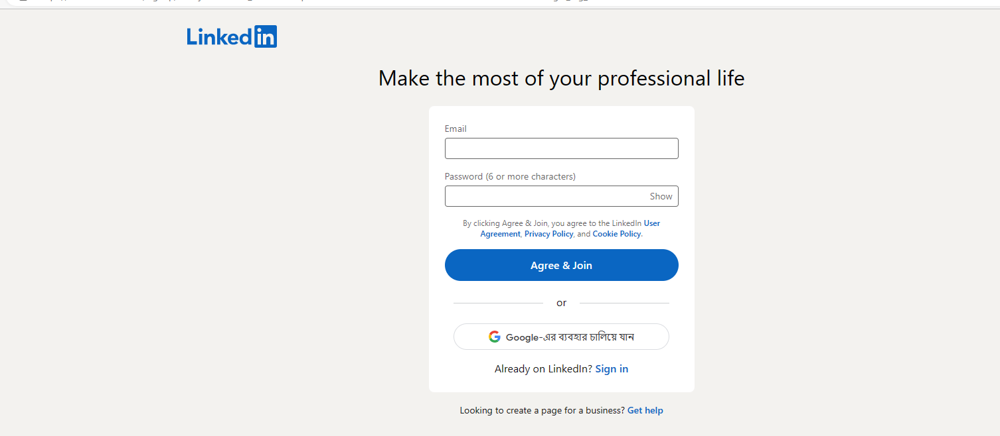 LinkedIn
Make the most of your professional life
Email
Password (6 or more characters)
Show
By clicking Agree & Join, you agree to the LinkedIn User
Agreement, Privacy Policy, and Cookie Policy.
Agree & Join
or
Google-এর ব্যবহার চালিয়ে যান
Already on LinkedIn? Sign in
Looking to create a page for a business? Get help